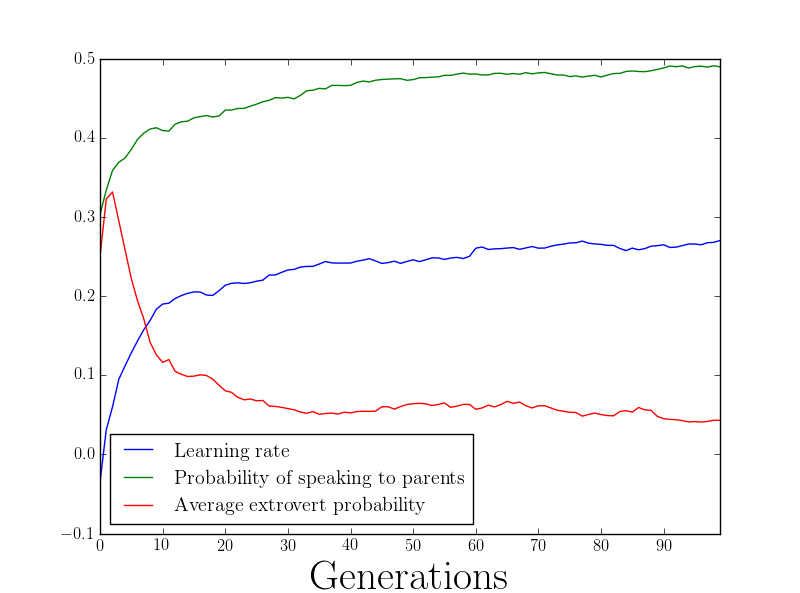 0.5
0.4
0.3
0.2
0.1
0.0
−0.1
Learning rate
Probability of speaking to parents
Average extrovert probability
0 10 20 30 40 50 60 70 80 90
Generations